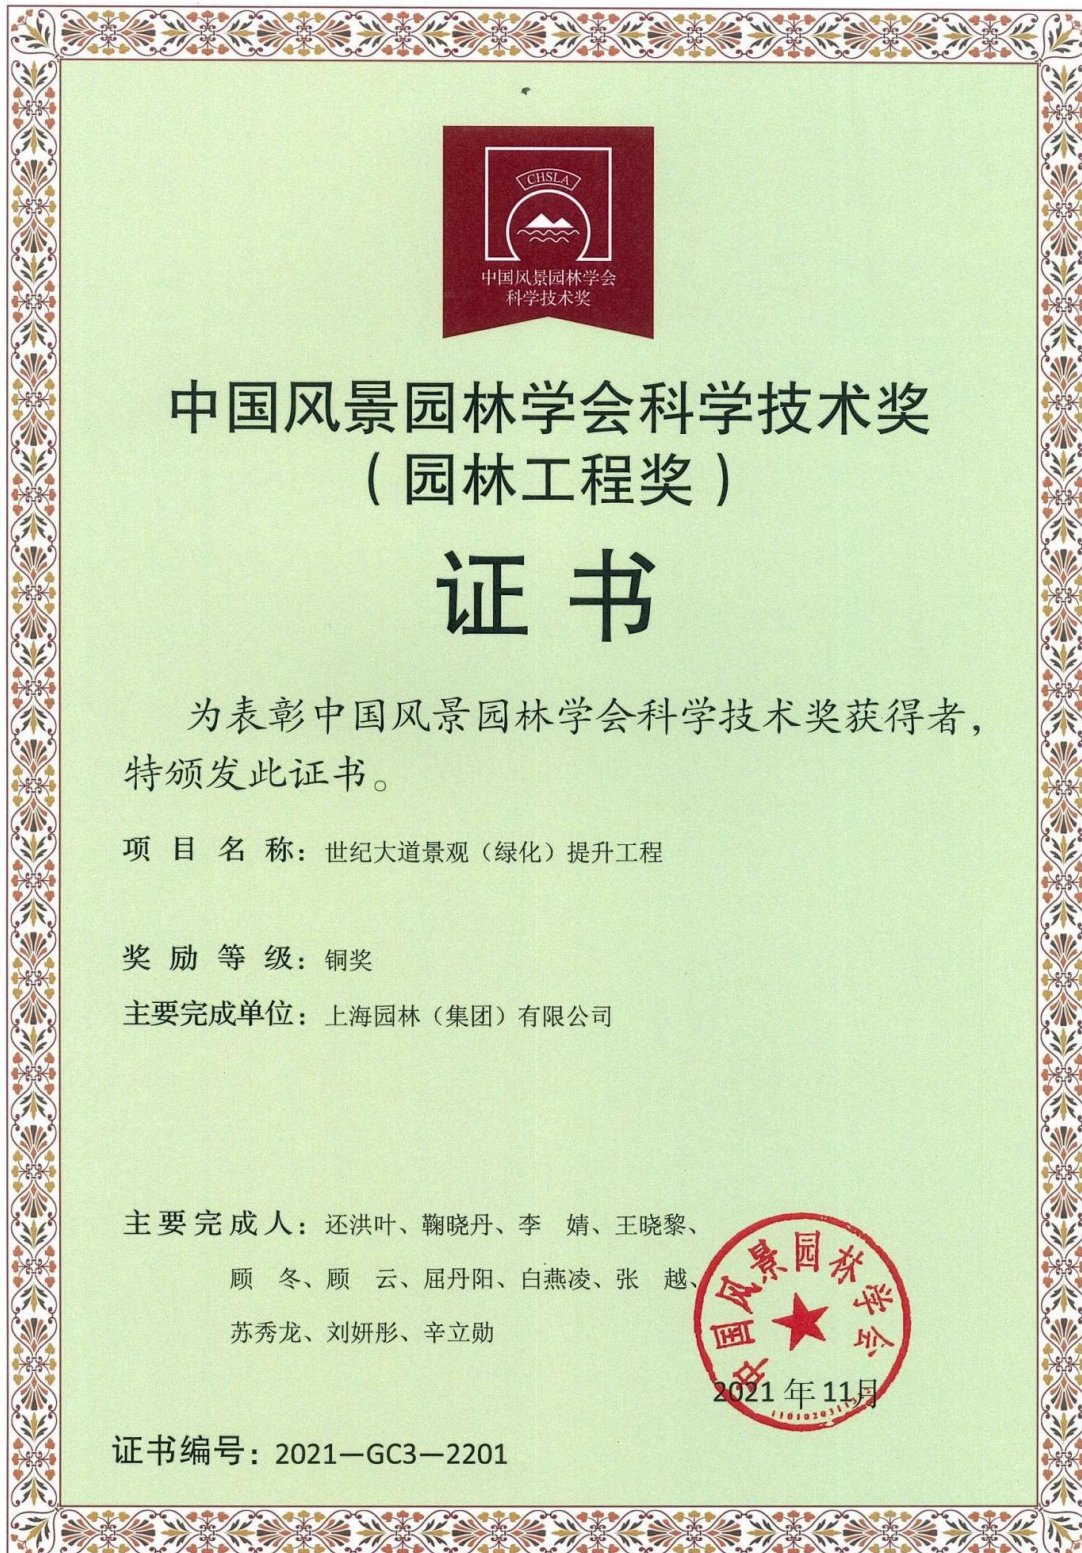 CHSLA
中国风景园林学会
科学技术奖
中国风景园林学会科学技术奖
（园林工程奖）
证书
为表彰中国风景园林学会科学技术奖获得者，
特颁发此证书。
项目名称：世纪大道景观（绿化）提升工程
奖励等级：铜奖
主要完成单位：上海园林（集团）有限公司
主要完成人：还洪叶、鞠晓丹、李　婧、王晓黎、
顾　冬、顾　云、屈丹阳、白燕凌、张　越、
苏秀龙、刘妍彤、辛立勋
中国风景园林学会
2021 年 11月
证书编号：2021—GC3—2201